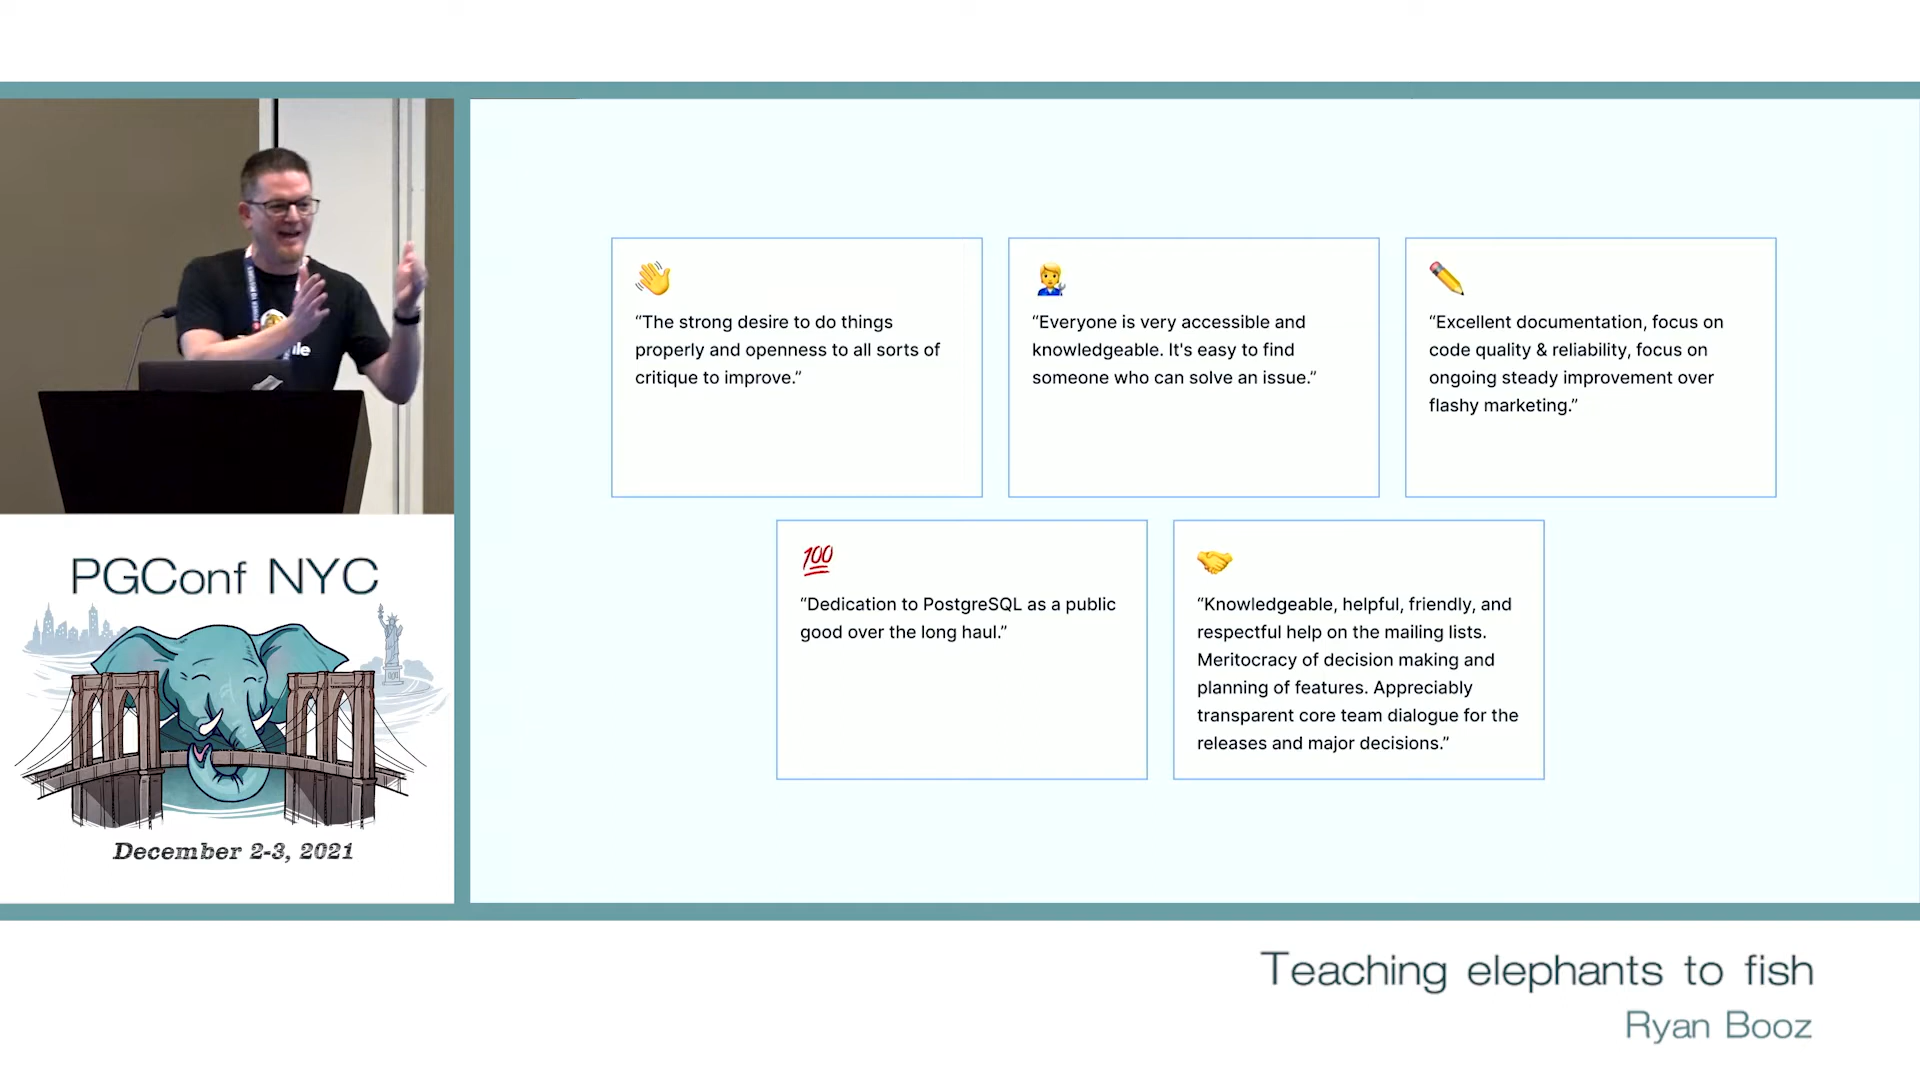 “The strong desire to do things
properly and openness to all sorts of
critique to improve.”
“Everyone is very accessible and
knowledgeable. It's easy to find
someone who can solve an issue.”
“Excellent documentation, focus on
code quality & reliability, focus on
ongoing steady improvement over
flashy marketing.”
100
“Dedication to PostgreSQL as a public
good over the long haul.”
“Knowledgeable, helpful, friendly, and
respectful help on the mailing lists.
Meritocracy of decision making and
planning of features. Appreciably
transparent core team dialogue for the
releases and major decisions.”
PGConf NYC
December 2-3, 2021
Teaching elephants to fish
Ryan Booz